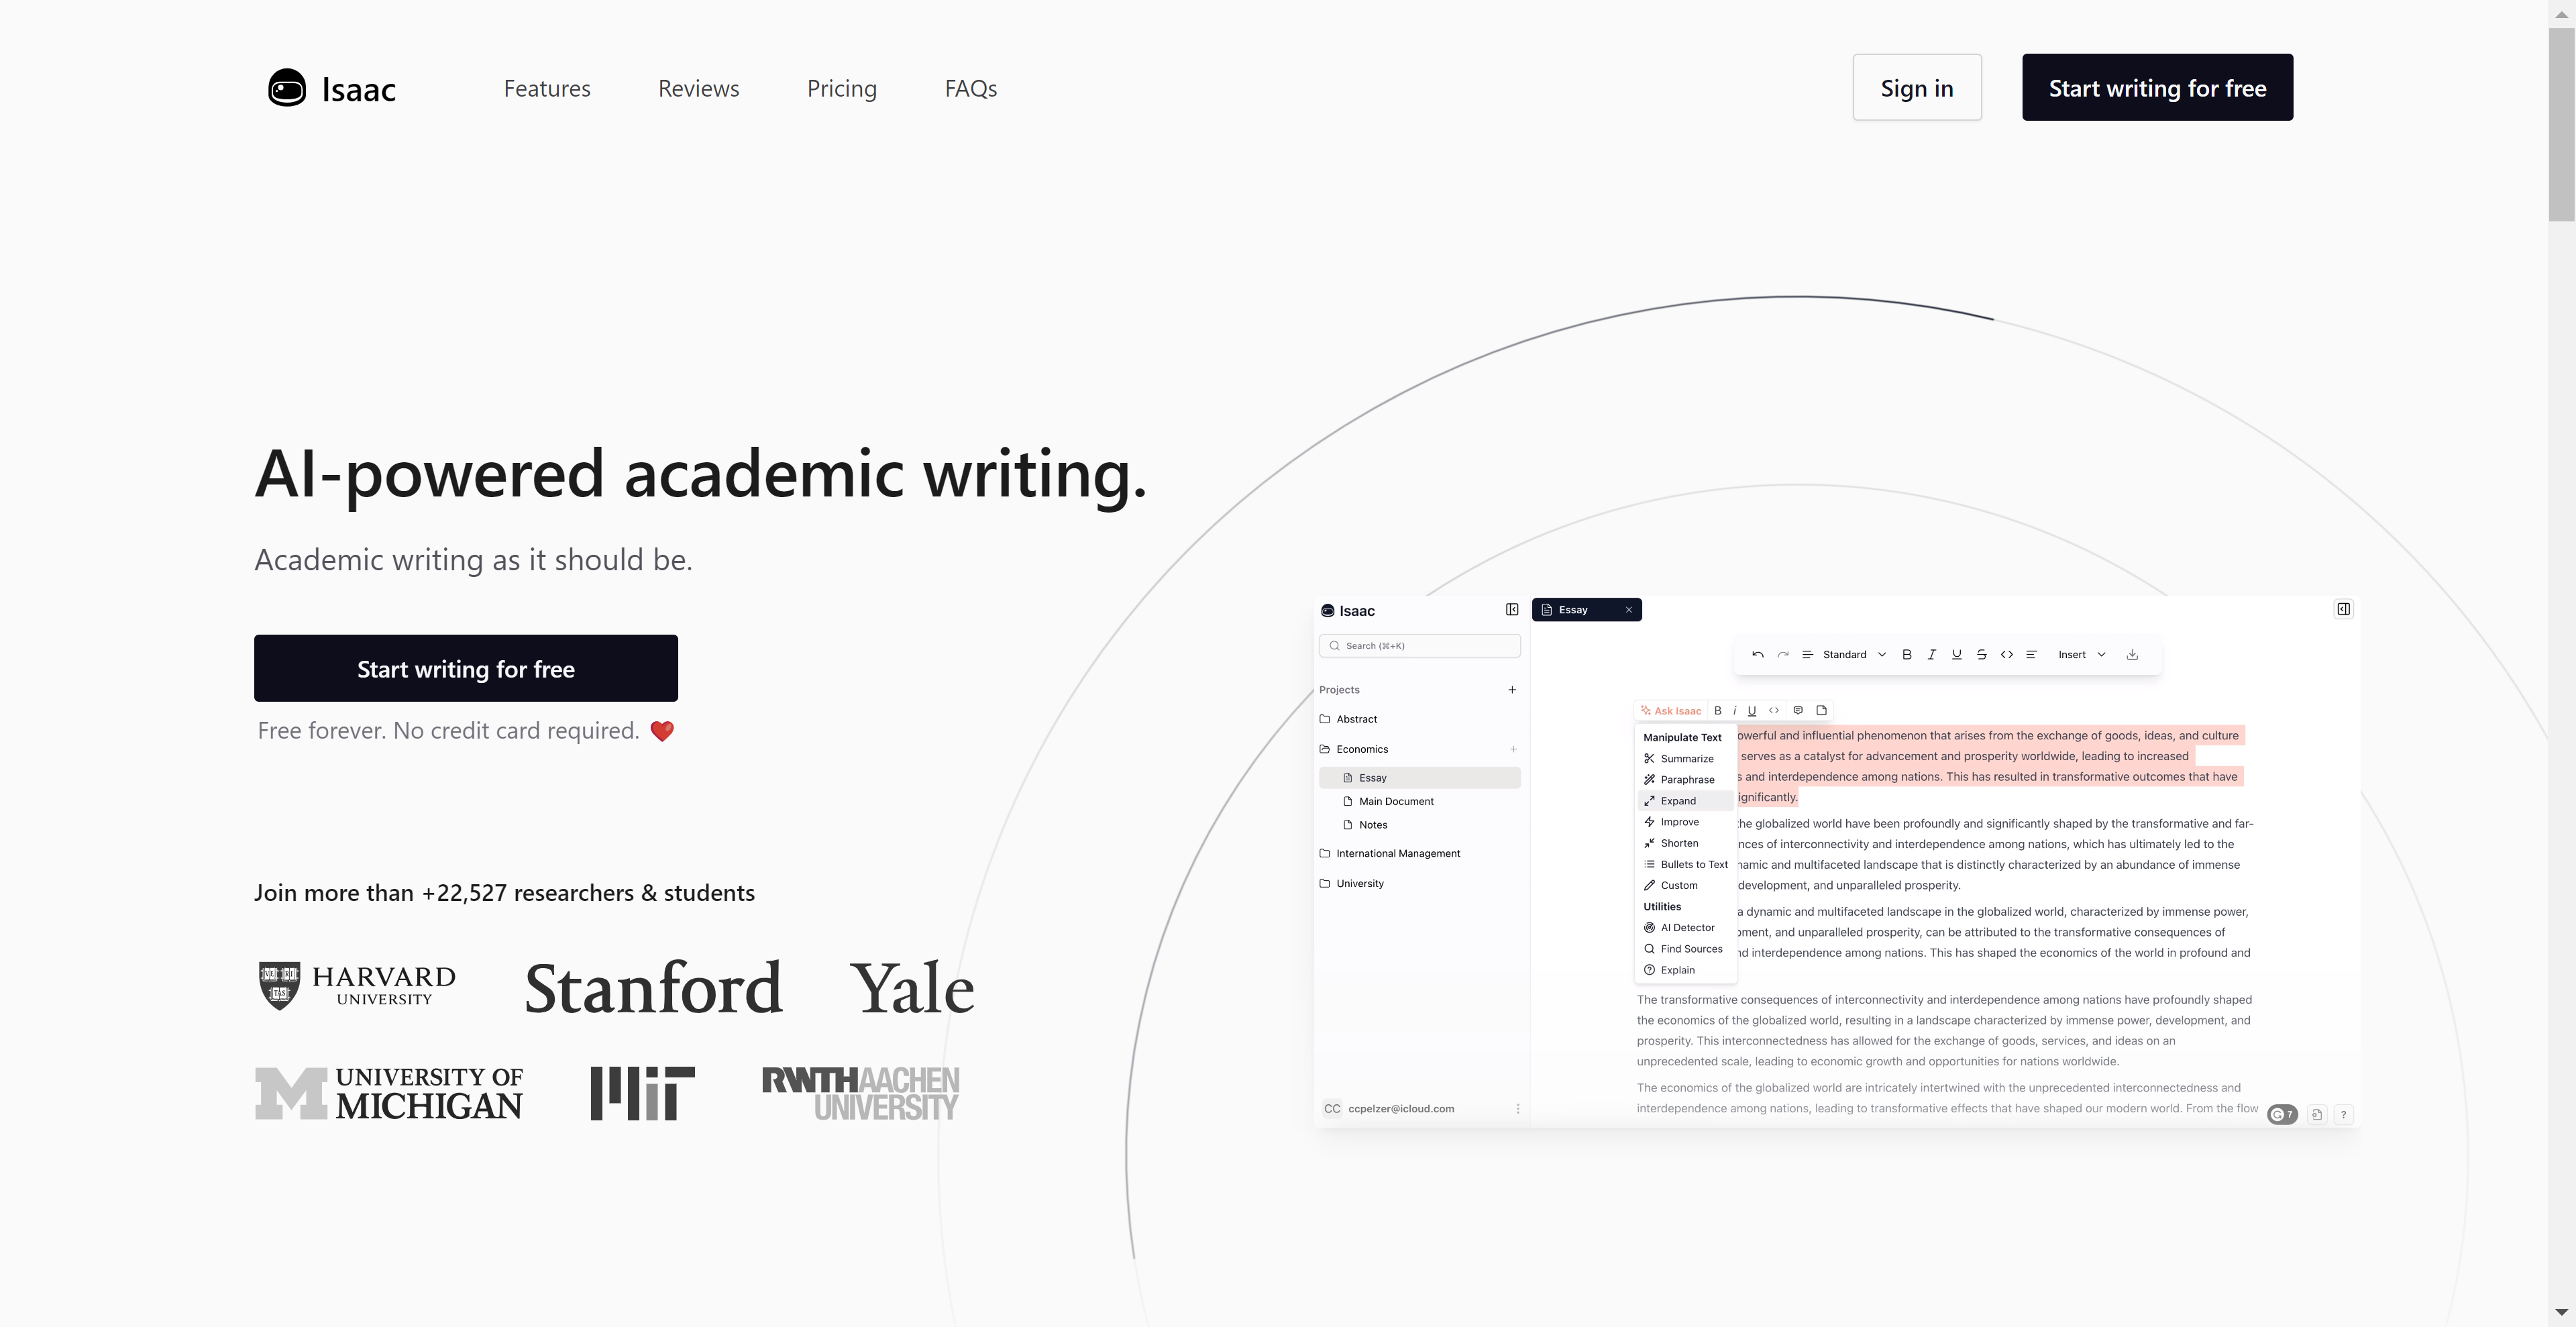 Isaac
Features
Reviews
Pricing
FAQs
Sign in
Start writing for free
AI-powered academic writing.
Academic writing as it should be.
Start writing for free
Free forever. No credit card required. ❤️
Join more than +22,527 researchers & students
HARVARD
UNIVERSITY
Stanford
Yale
M
UNIVERSITY OF
MICHIGAN
MIT
RWTHAACHEN
UNIVERSITY
Isaac
Search (⌘+K)
Projects
Abstract
Economics
Essay
Main Document
Notes
International Management
University
CC ccpelzer@icloud.com
Essay
Standard
B I U S <> Insert
Ask Isaac B i U <>
Manipulate Text
Summarize
Paraphrase
Expand
Improve
Shorten
Bullets to Text
Custom
Utilities
AI Detector
Find Sources
Explain
owerful and influential phenomenon that arises from the exchange of goods, ideas, and culture
serves as a catalyst for advancement and prosperity worldwide, leading to increased
s and interdependence among nations. This has resulted in transformative outcomes that have
ignificantly.
he globalized world have been profoundly and significantly shaped by the transformative and far-
nces of interconnectivity and interdependence among nations, which has ultimately led to the
namic and multifaceted landscape that is distinctly characterized by an abundance of immense
development, and unparalleled prosperity.
a dynamic and multifaceted landscape in the globalized world, characterized by immense power,
ment, and unparalleled prosperity, can be attributed to the transformative consequences of
nd interdependence among nations. This has shaped the economics of the world in profound and
The transformative consequences of interconnectivity and interdependence among nations have profoundly shaped
the economics of the globalized world, resulting in a landscape characterized by immense power, development, and
prosperity. This interconnectedness has allowed for the exchange of goods, services, and ideas on an
unprecedented scale, leading to economic growth and opportunities for nations worldwide.
The economics of the globalized world are intricately intertwined with the unprecedented interconnectedness and
interdependence among nations, leading to transformative effects that have shaped our modern world. From the flow
7
?